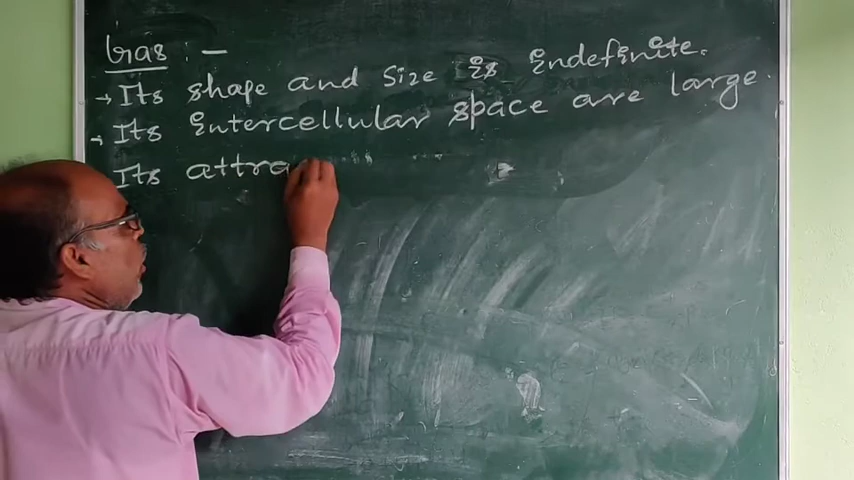 Gas : -
→ Its shape and size is indefinite.
→ Its intercellular space are large.
Its attra